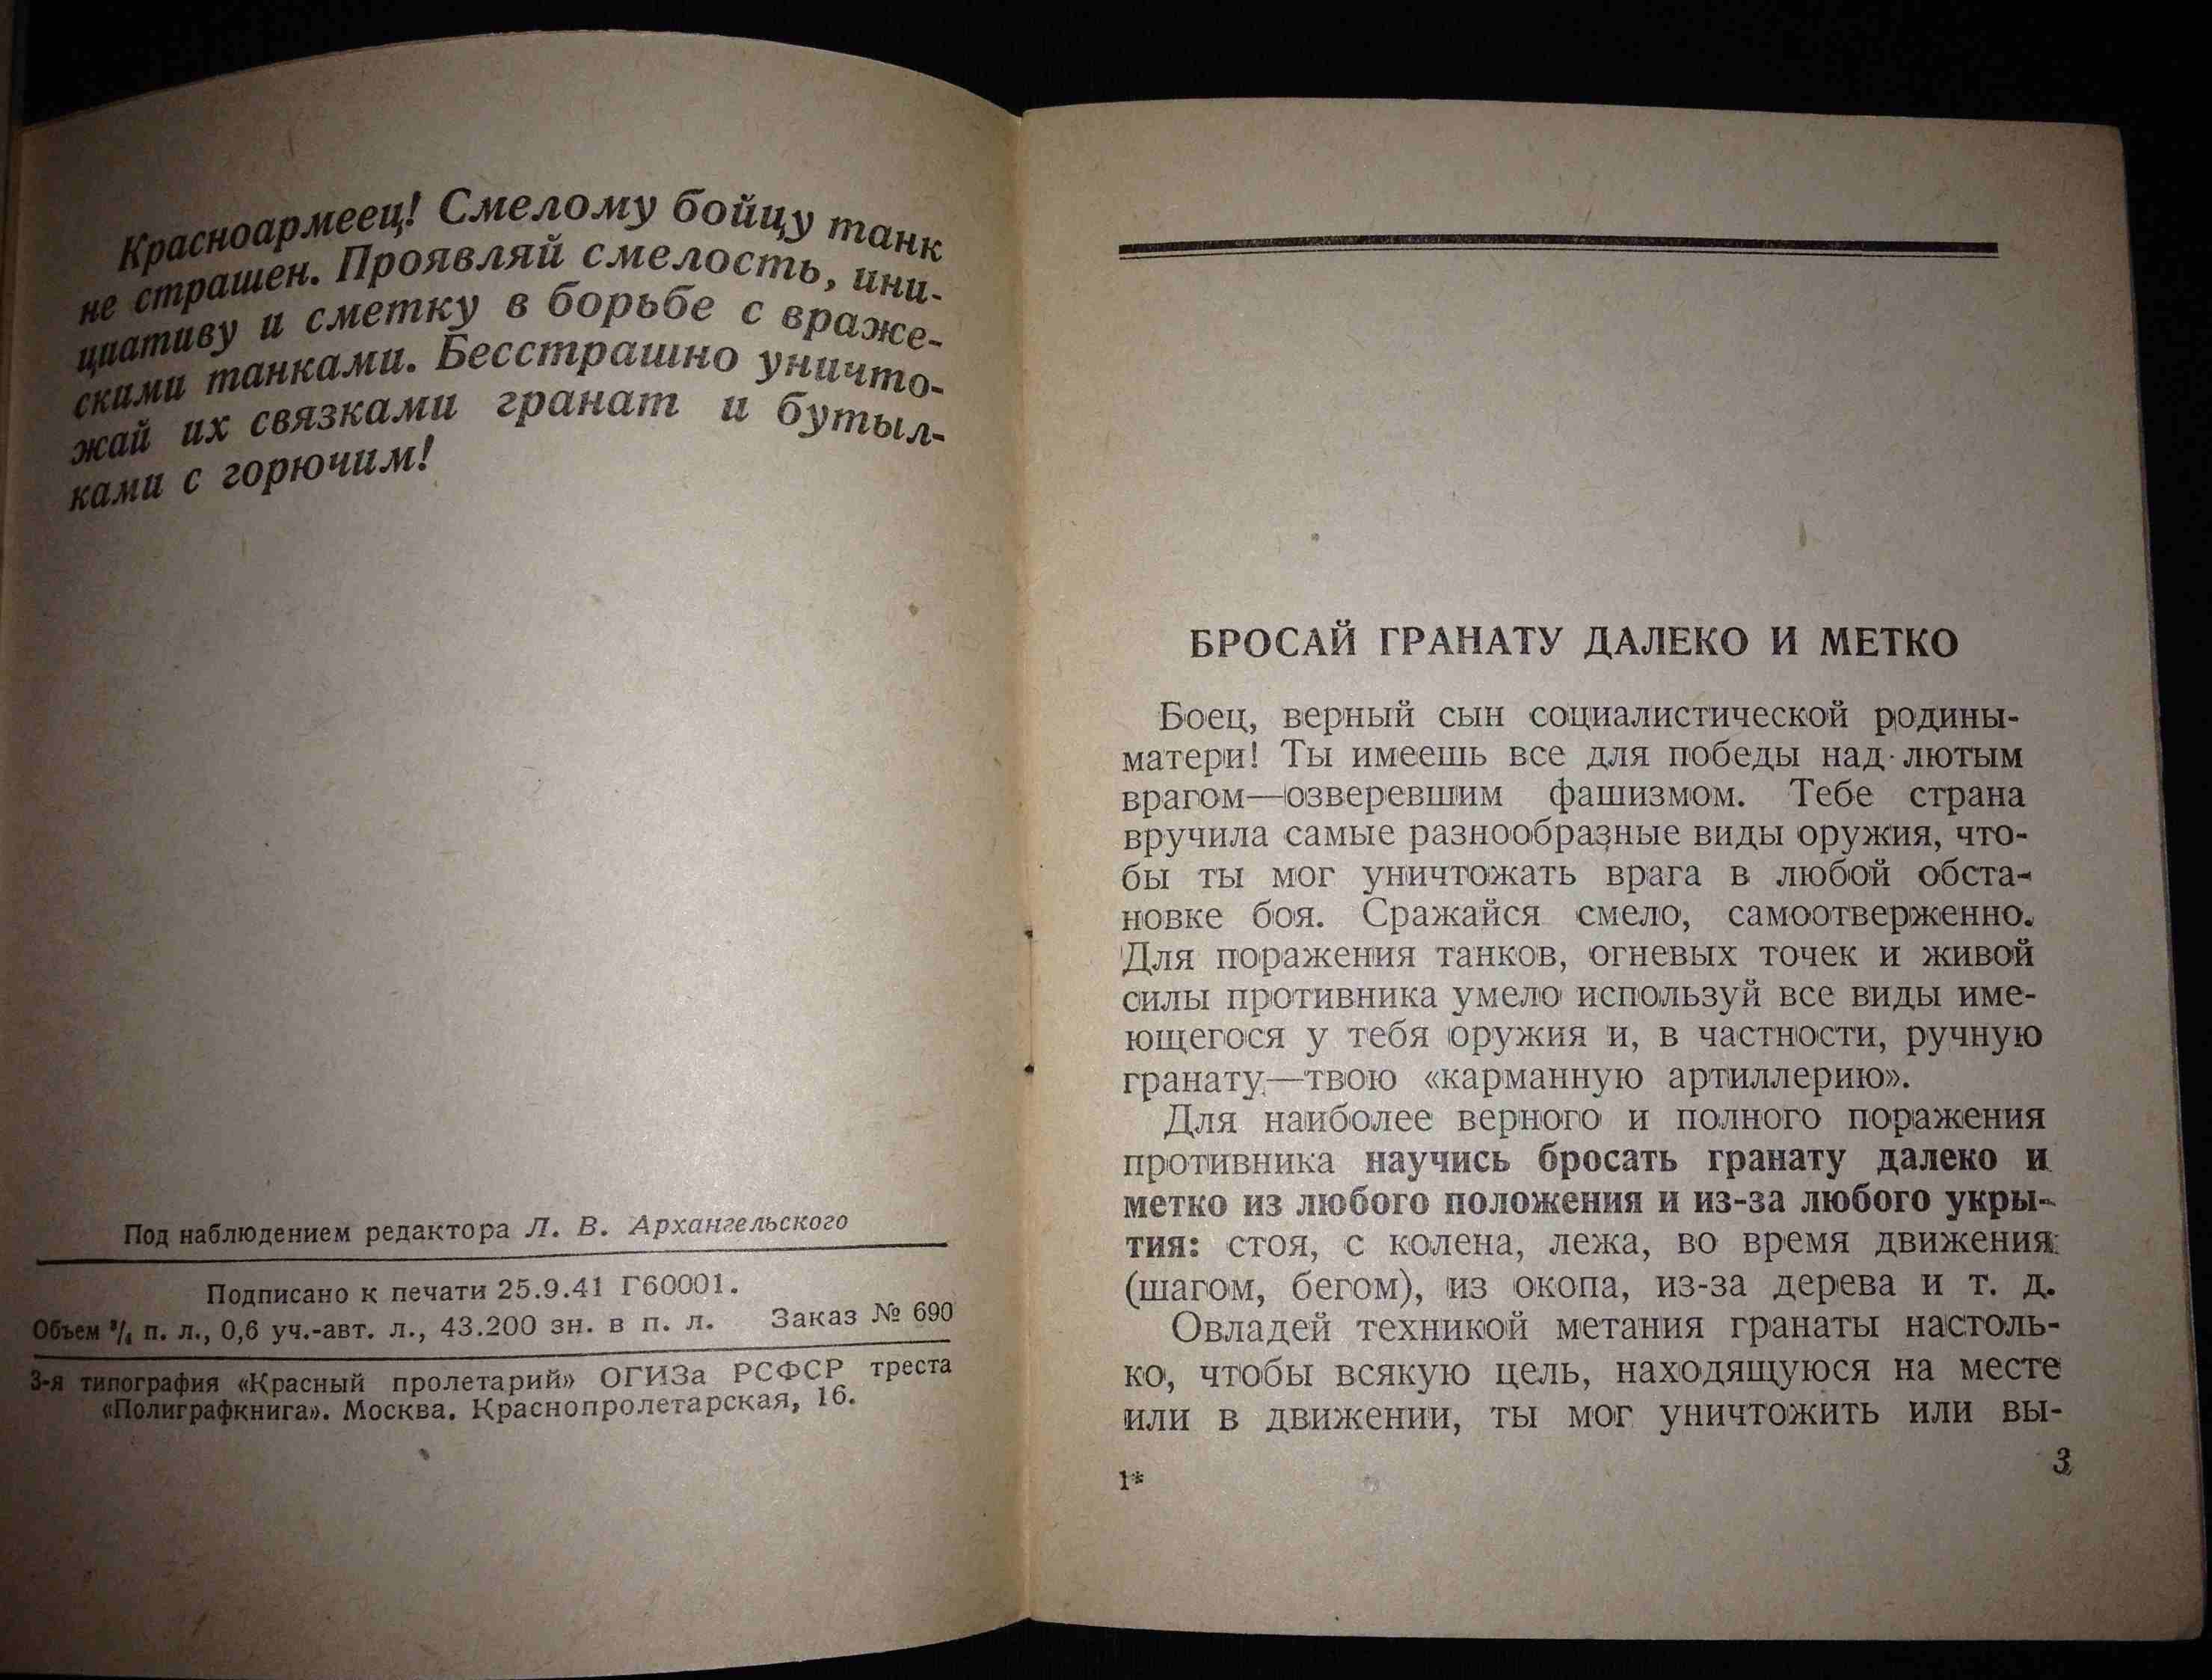 Красноармеец! Смелому бойцу танк
не страшен. Проявляй смелость, ини-
циативу и сметку в борьбе с враже-
скими танками. Бесстрашно уничто-
жай их связками гранат и бутыл-
ками с горючим!
Под наблюдением редактора Л. В. Архангельского
Подписано к печати 25.9.41 Г60001.
Объем ³/₄ п. л., 0,6 уч.-авт. л., 43.200 зн. в п. л. Заказ № 690
3-я типография «Красный пролетарий» ОГИЗа РСФСР треста
«Полиграфкнига». Москва. Краснопролетарская, 16.
БРОСАЙ ГРАНАТУ ДАЛЕКО И МЕТКО
Боец, верный сын социалистической родины-
матери! Ты имеешь все для победы над лютым
врагом—озверевшим фашизмом. Тебе страна
вручила самые разнообразные виды оружия, что-
бы ты мог уничтожать врага в любой обста-
новке боя. Сражайся смело, самоотверженно.
Для поражения танков, огневых точек и живой
силы противника умело используй все виды име-
ющегося у тебя оружия и, в частности, ручную
гранату,—твою «карманную артиллерию».
Для наиболее верного и полного поражения
противника научись бросать гранату далеко и
метко из любого положения и из-за любого укры-
тия: стоя, с колена, лежа, во время движения
(шагом, бегом), из окопа, из-за дерева и т. д.
Овладей техникой метания гранаты настоль-
ко, чтобы всякую цель, находящуюся на месте
или в движении, ты мог уничтожить или вы-
1*
3